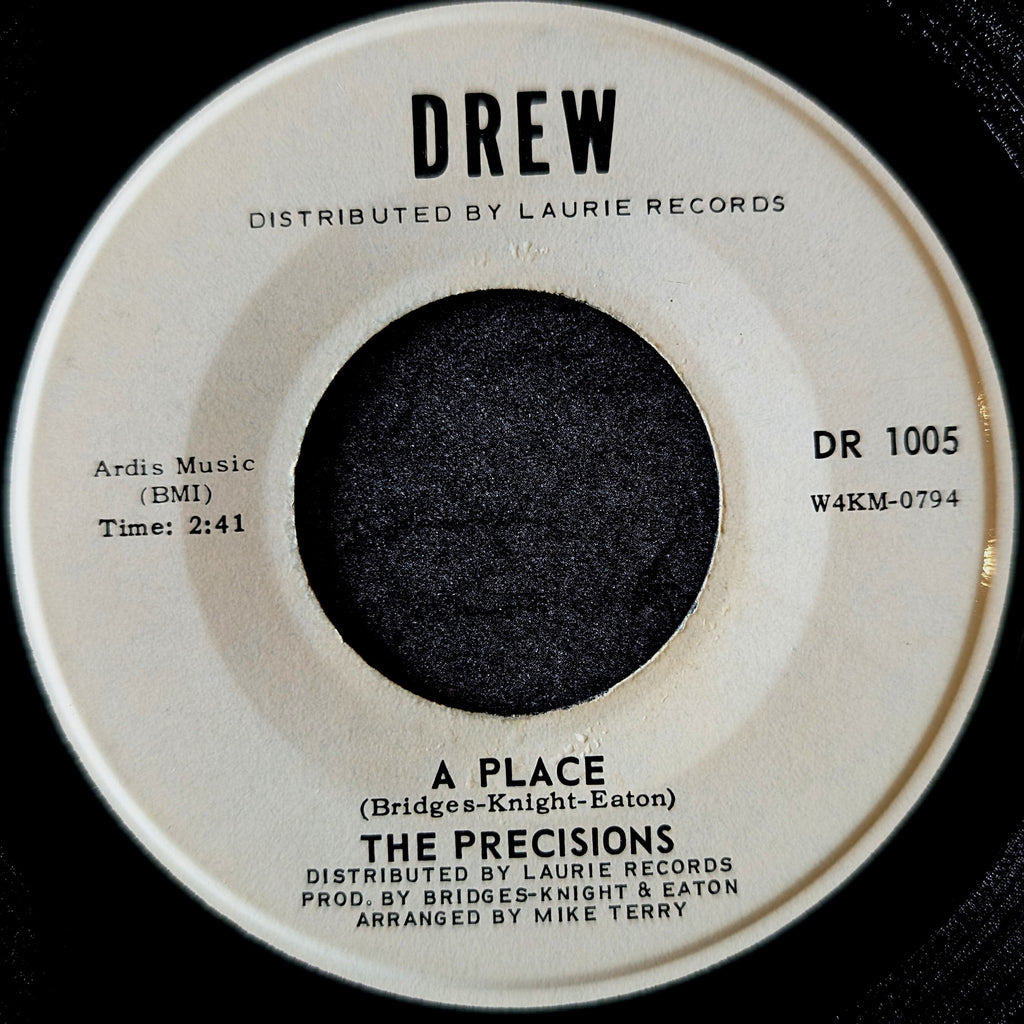 DREW
DISTRIBUTED BY LAURIE RECORDS
DR 1005
W4KM-0794
Ardis Music
(BMI)
Time: 2:41
A PLACE
(Bridges-Knight-Eaton)
THE PRECISIONS
DISTRIBUTED BY LAURIE RECORDS
PROD. BY BRIDGES-KNIGHT & EATON
ARRANGED BY MIKE TERRY